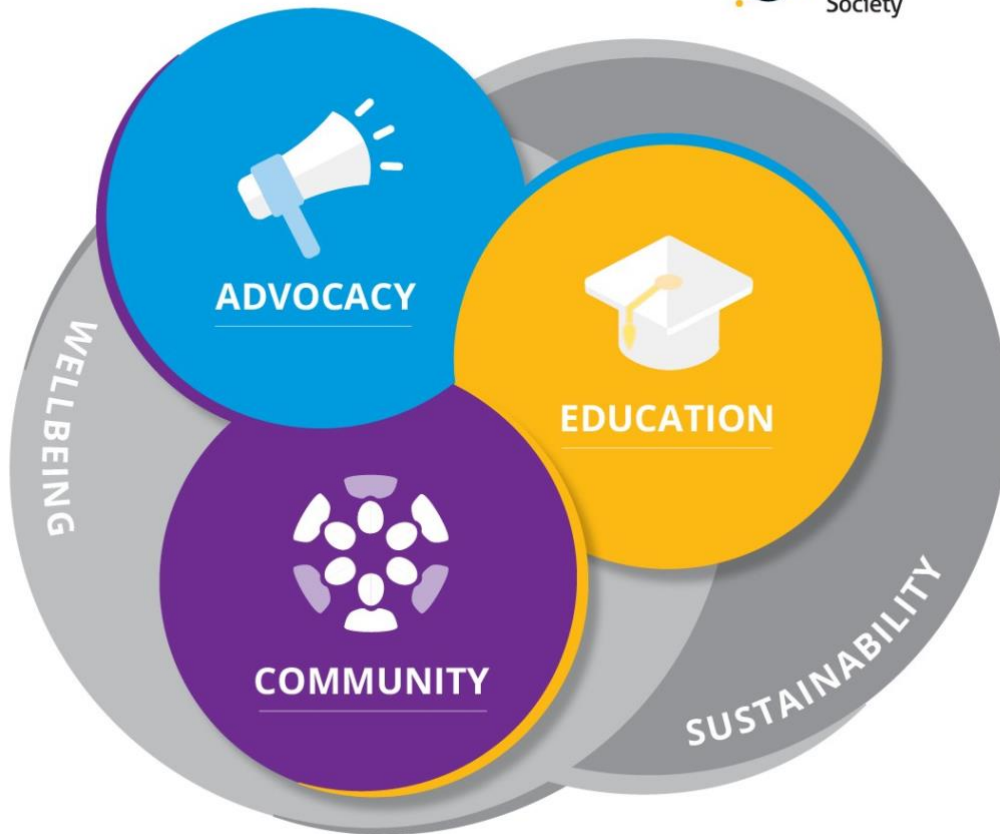 Society
ADVOCACY
EDUCATION
WELLBEING
COMMUNITY
SUSTAINABILITY